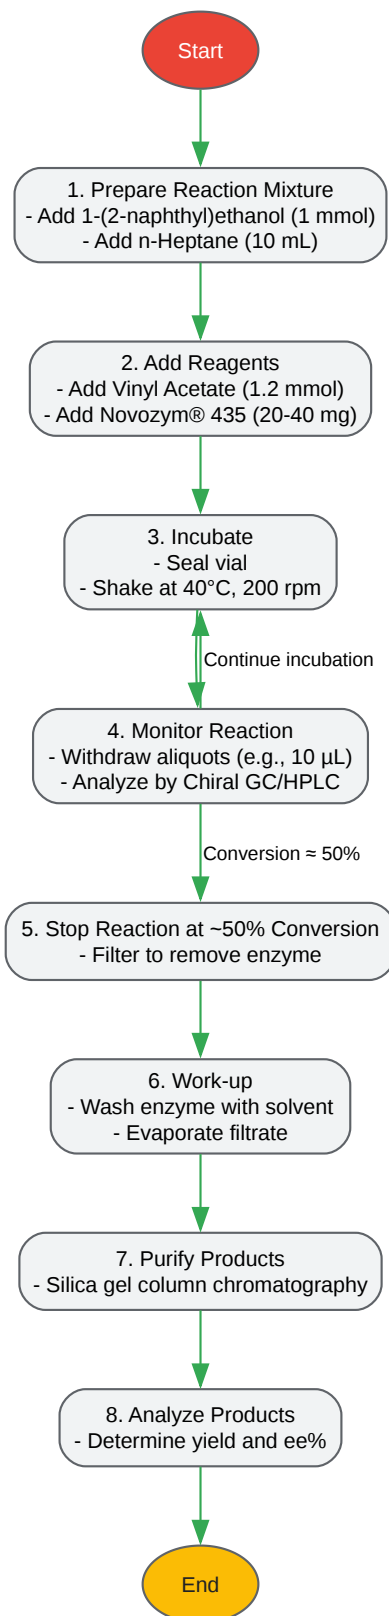 Start
1. Prepare Reaction Mixture
- Add 1-(2-naphthyl)ethanol (1 mmol)
- Add n-Heptane (10 mL)
2. Add Reagents
- Add Vinyl Acetate (1.2 mmol)
- Add Novozym® 435 (20-40 mg)
3. Incubate
- Seal vial
- Shake at 40°C, 200 rpm
Continue incubation
4. Monitor Reaction
- Withdraw aliquots (e.g., 10 µL)
- Analyze by Chiral GC/HPLC
Conversion ≈ 50%
5. Stop Reaction at ~50% Conversion
- Filter to remove enzyme
6. Work-up
- Wash enzyme with solvent
- Evaporate filtrate
7. Purify Products
- Silica gel column chromatography
8. Analyze Products
- Determine yield and ee%
End